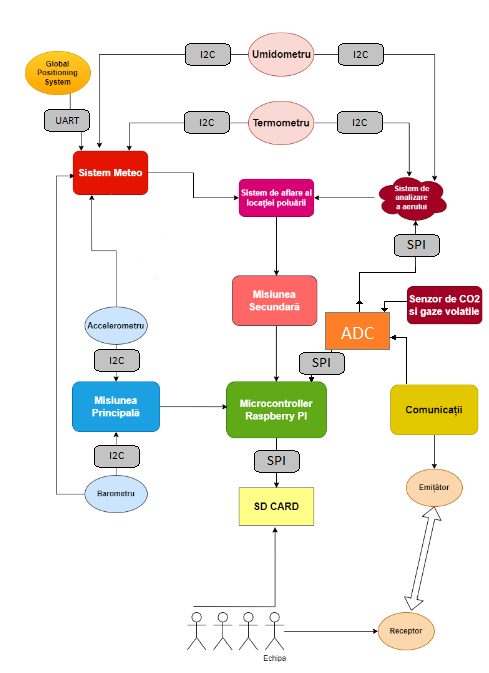 I2C
Umidometru
I2C
Global
Positioning
System
UART
I2C
Termometru
I2C
Sistem Meteo
Sistem de aflare al
locației poluării
Sistem de
analizare
a aerului
SPI
Misiunea
Secundară
Senzor de CO2
si gaze volatile
Accelerometru
ADC
I2C
SPI
Misiunea
Principală
Microcontroller
Raspberry PI
Comunicații
I2C
SPI
Barometru
Emițător
SD CARD
Receptor
Echipa